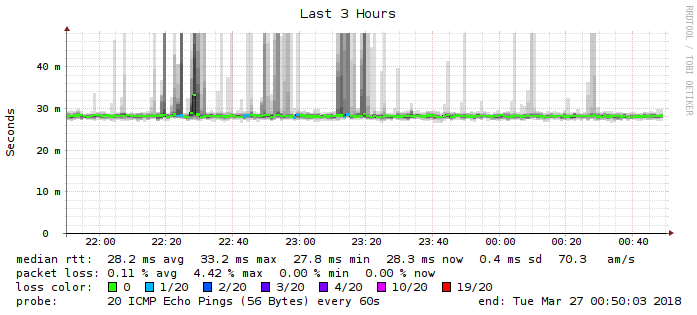 Last 3 Hours
RRDTOOL / TOBI OETIKER
Seconds
40 m
30 m
20 m
10 m
0
22:00 22:20 22:40 23:00 23:20 23:40 00:00 00:20 00:40
median rtt: 28.2 ms avg 33.2 ms max 27.8 ms min 28.3 ms now 0.4 ms sd 70.3 am/s
packet loss: 0.11 % avg 4.42 % max 0.00 % min 0.00 % now
loss color: 0 1/20 2/20 3/20 4/20 10/20 19/20
probe: 20 ICMP Echo Pings (56 Bytes) every 60s end: Tue Mar 27 00:50:03 2018